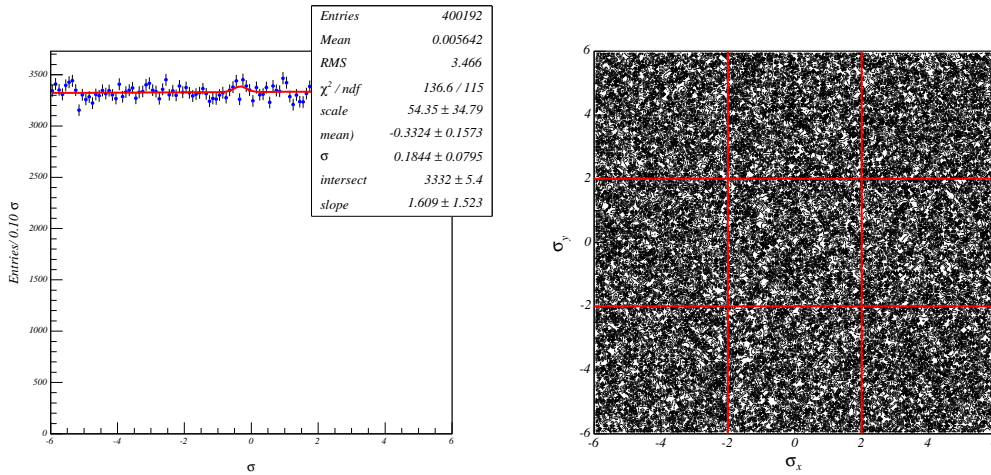 Entries 400192
Mean 0.005642
RMS 3.466
χ² / ndf 136.6 / 115
scale 54.35 ± 34.79
mean) -0.3324 ± 0.1573
σ 0.1844 ± 0.0795
intersect 3332 ± 5.4
slope 1.609 ± 1.523
3500
3000
2500
2000
1500
1000
500
0
Entries/ 0.10 σ
-6 -4 -2 0 2 4 6
σ
6
4
2
0
-2
-4
-6
σy
-6 -4 -2 0 2 4
σx